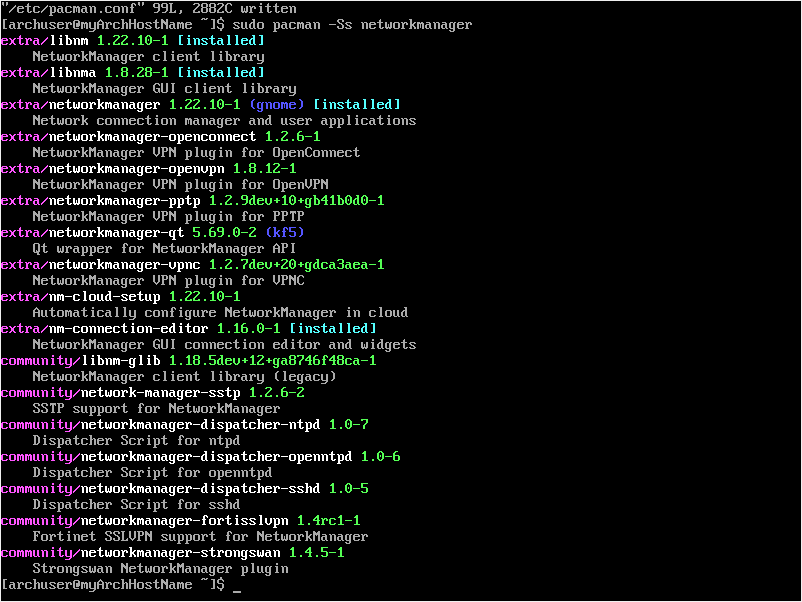 "/etc/pacman.conf" 99L, 2882C written
[archuser@myArchHostName ~]$ sudo pacman -Ss networkmanager
extra/libnm 1.22.10-1 [installed]
    NetworkManager client library
extra/libnma 1.8.28-1 [installed]
    NetworkManager GUI client library
extra/networkmanager 1.22.10-1 (gnome) [installed]
    Network connection manager and user applications
extra/networkmanager-openconnect 1.2.6-1
    NetworkManager VPN plugin for OpenConnect
extra/networkmanager-openvpn 1.8.12-1
    NetworkManager VPN plugin for OpenVPN
extra/networkmanager-pptp 1.2.9dev+10+gb41b0d0-1
    NetworkManager VPN plugin for PPTP
extra/networkmanager-qt 5.69.0-2 (kf5)
    Qt wrapper for NetworkManager API
extra/networkmanager-vpnc 1.2.7dev+20+gdca3aea-1
    NetworkManager VPN plugin for VPNC
extra/nm-cloud-setup 1.22.10-1
    Automatically configure NetworkManager in cloud
extra/nm-connection-editor 1.16.0-1 [installed]
    NetworkManager GUI connection editor and widgets
community/libnm-glib 1.18.5dev+12+ga8746f48ca-1
    NetworkManager client library (legacy)
community/network-manager-sstp 1.2.6-2
    SSTP support for NetworkManager
community/networkmanager-dispatcher-ntpd 1.0-7
    Dispatcher Script for ntpd
community/networkmanager-dispatcher-openntpd 1.0-6
    Dispatcher Script for openntpd
community/networkmanager-dispatcher-sshd 1.0-5
    Dispatcher Script for sshd
community/networkmanager-fortisslvpn 1.4rc1-1
    Fortinet SSLVPN support for NetworkManager
community/networkmanager-strongswan 1.4.5-1
    Strongswan NetworkManager plugin
[archuser@myArchHostName ~]$ _